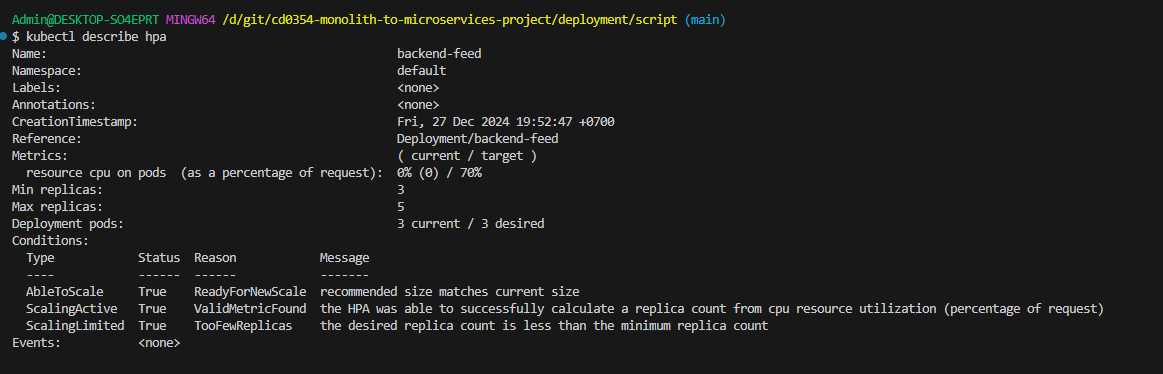 Admin@DESKTOP-SO4EPRT MINGW64 /d/git/cd0354-monolith-to-microservices-project/deployment/script (main)
$ kubectl describe hpa
Name:                                                  backend-feed
Namespace:                                             default
Labels:                                                <none>
Annotations:                                           <none>
CreationTimestamp:                                     Fri, 27 Dec 2024 19:52:47 +0700
Reference:                                             Deployment/backend-feed
Metrics:                                               ( current / target )
  resource cpu on pods  (as a percentage of request):  0% (0) / 70%
Min replicas:                                          3
Max replicas:                                          5
Deployment pods:                                       3 current / 3 desired
Conditions:
  Type            Status  Reason            Message
  ----            ------  ------            -------
  AbleToScale     True    ReadyForNewScale  recommended size matches current size
  ScalingActive   True    ValidMetricFound  the HPA was able to successfully calculate a replica count from cpu resource utilization (percentage of request)
  ScalingLimited  True    TooFewReplicas    the desired replica count is less than the minimum replica count
Events:           <none>